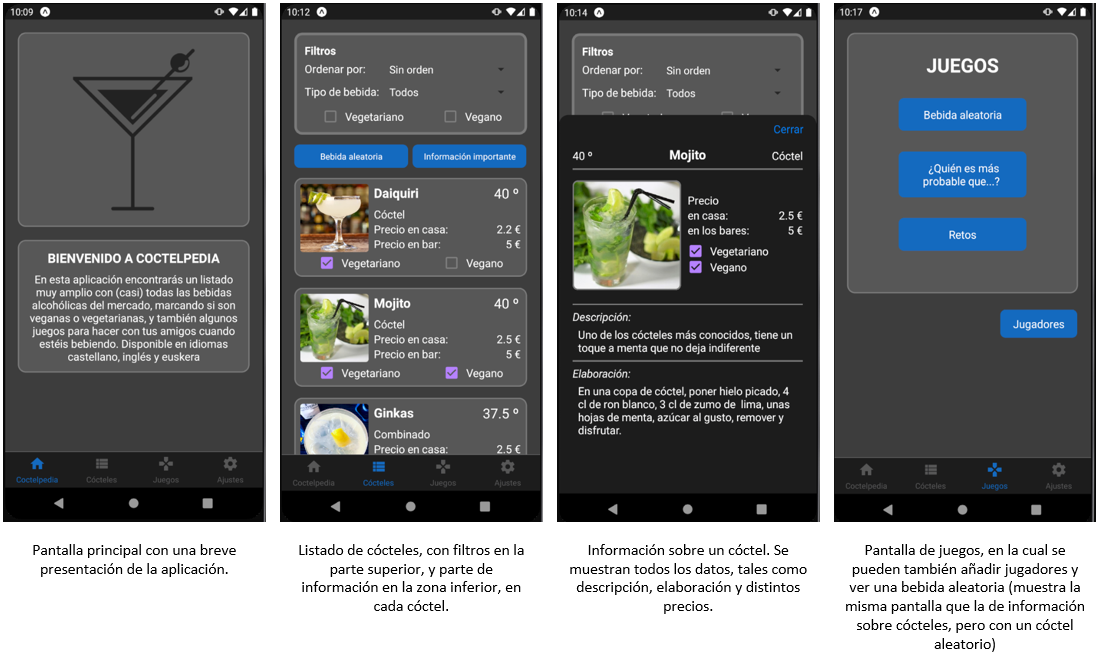 10:09
BIENVENIDO A COCTELPEDIA
En esta aplicación encontrarás un listado
muy amplio con (casi) todas las bebidas
alcohólicas del mercado, marcando si son
veganas o vegetarianas, y también algunos
juegos para hacer con tus amigos cuando
estéis bebiendo. Disponible en idiomas
castellano, inglés y euskera
Coctelpedia Cócteles Juegos Ajustes
Pantalla principal con una breve
presentación de la aplicación.
10:12
Filtros
Ordenar por: Sin orden
Tipo de bebida: Todos
Vegetariano Vegano
Bebida aleatoria Información importante
Daiquiri 40 º
Cóctel
Precio en casa: 2.2 €
Precio en bar: 5 €
Vegetariano Vegano
Mojito 40 º
Cóctel
Precio en casa: 2.5 €
Precio en bar: 5 €
Vegetariano Vegano
Ginkas 37.5 º
Combinado
Precio en casa: 2.5 €
Coctelpedia Cócteles Juegos Ajustes
Listado de cócteles, con filtros en la
parte superior, y parte de
información en la zona inferior, en
cada cóctel.
10:14
Filtros
Ordenar por: Sin orden
Tipo de bebida: Todos
Cerrar
40 º Mojito Cóctel
Precio
en casa: 2.5 €
en los bares: 5 €
Vegetariano
Vegano
Descripción:
Uno de los cócteles más conocidos, tiene un
toque a menta que no deja indiferente
Elaboración:
En una copa de cóctel, poner hielo picado, 4
cl de ron blanco, 3 cl de zumo de lima, unas
hojas de menta, azúcar al gusto, remover y
disfrutar.
Información sobre un cóctel. Se
muestran todos los datos, tales como
descripción, elaboración y distintos
precios.
10:17
JUEGOS
Bebida aleatoria
¿Quién es más
probable que...?
Retos
Jugadores
Coctelpedia Cócteles Juegos Ajustes
Pantalla de juegos, en la cual se
pueden también añadir jugadores y
ver una bebida aleatoria (muestra la
misma pantalla que la de información
sobre cócteles, pero con un cóctel
aleatorio)